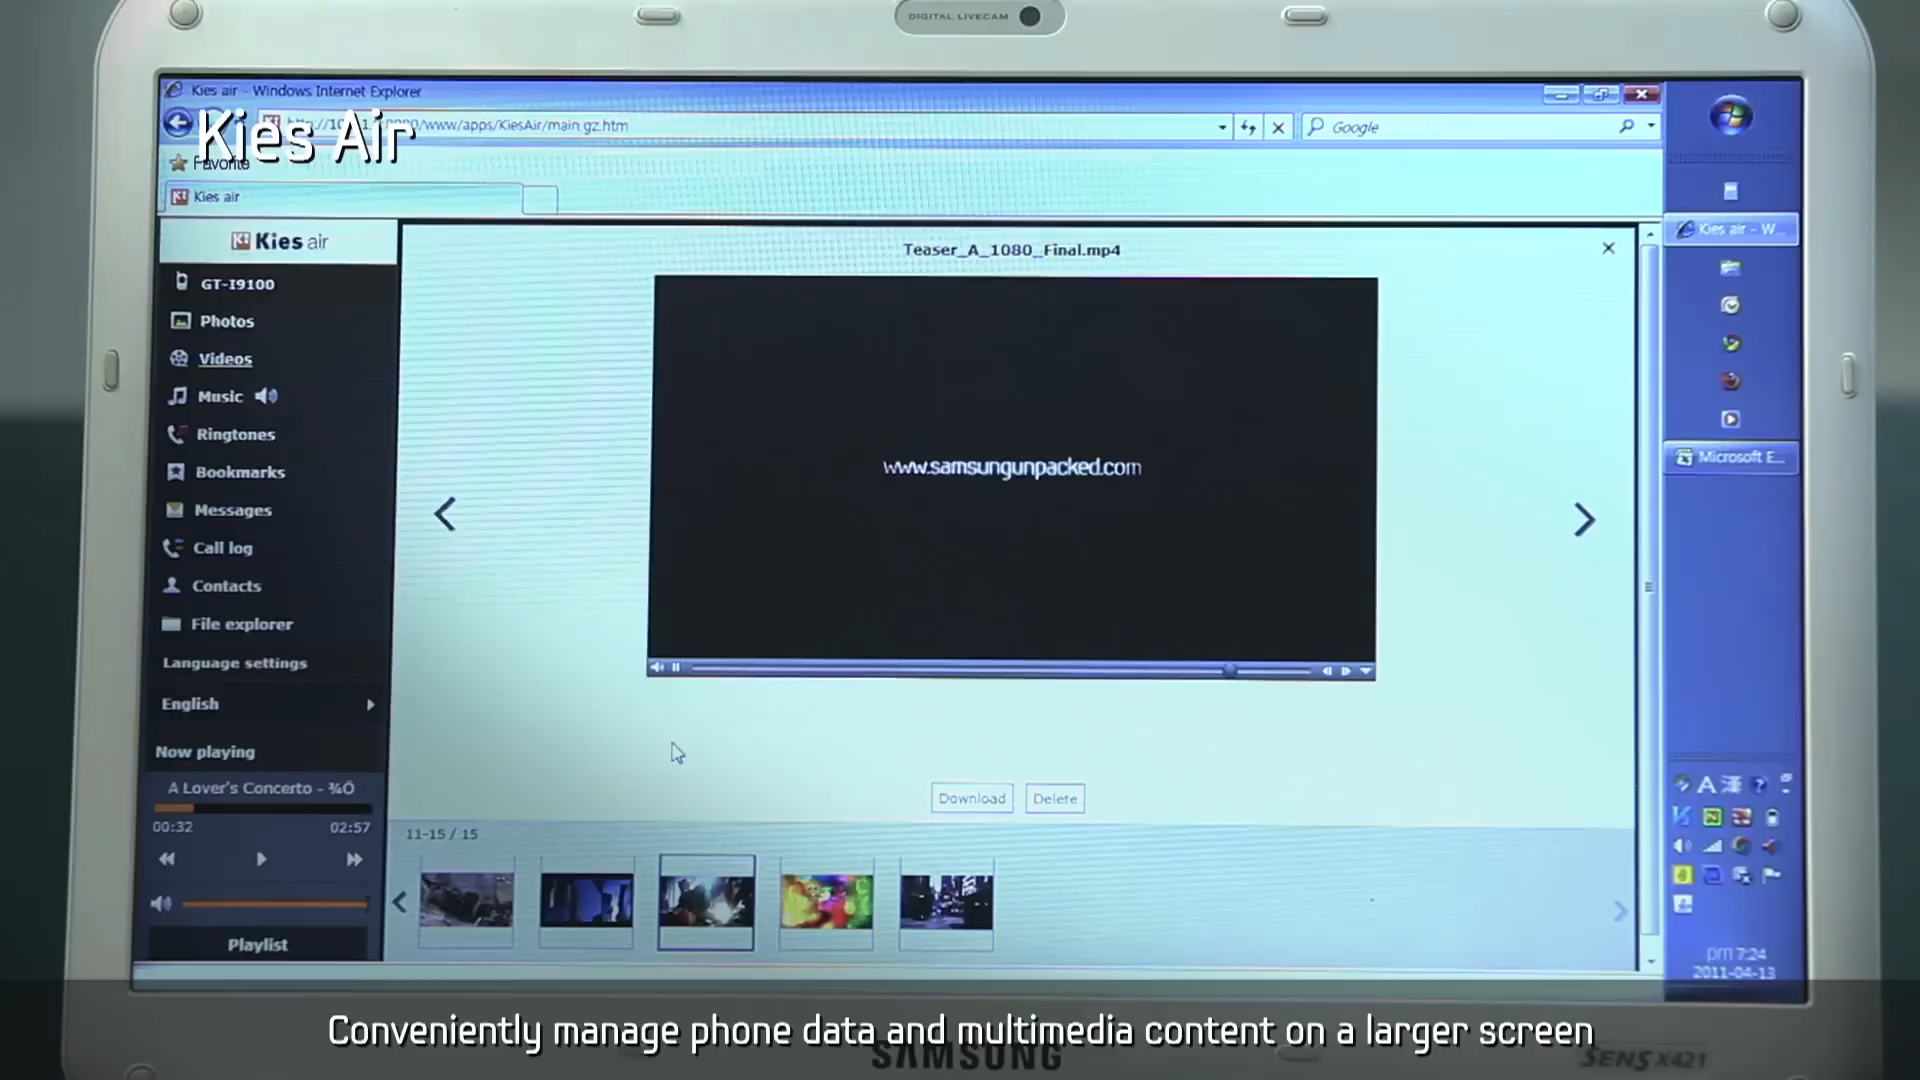 DIGITAL LIVECAM
Kies air - Windows Internet Explorer
Kies Air
/www/apps/KiesAir/main.gz.htm
Google
Favorite
Kies air
Kies air
Kies air - W...
GT-I9100
Photos
Videos
Music
Ringtones
Bookmarks
Messages
Call log
Contacts
File explorer
Language settings
English
Now playing
A Lover's Concerto - ¾Ö
00:32 02:57
Playlist
Teaser_A_1080_Final.mp4
www.samsungunpacked.com
Download Delete
11-15 / 15
Microsoft E...
A 漢
pm 7:24
2011-04-13
Conveniently manage phone data and multimedia content on a larger screen
SAMSUNG
SENS X421